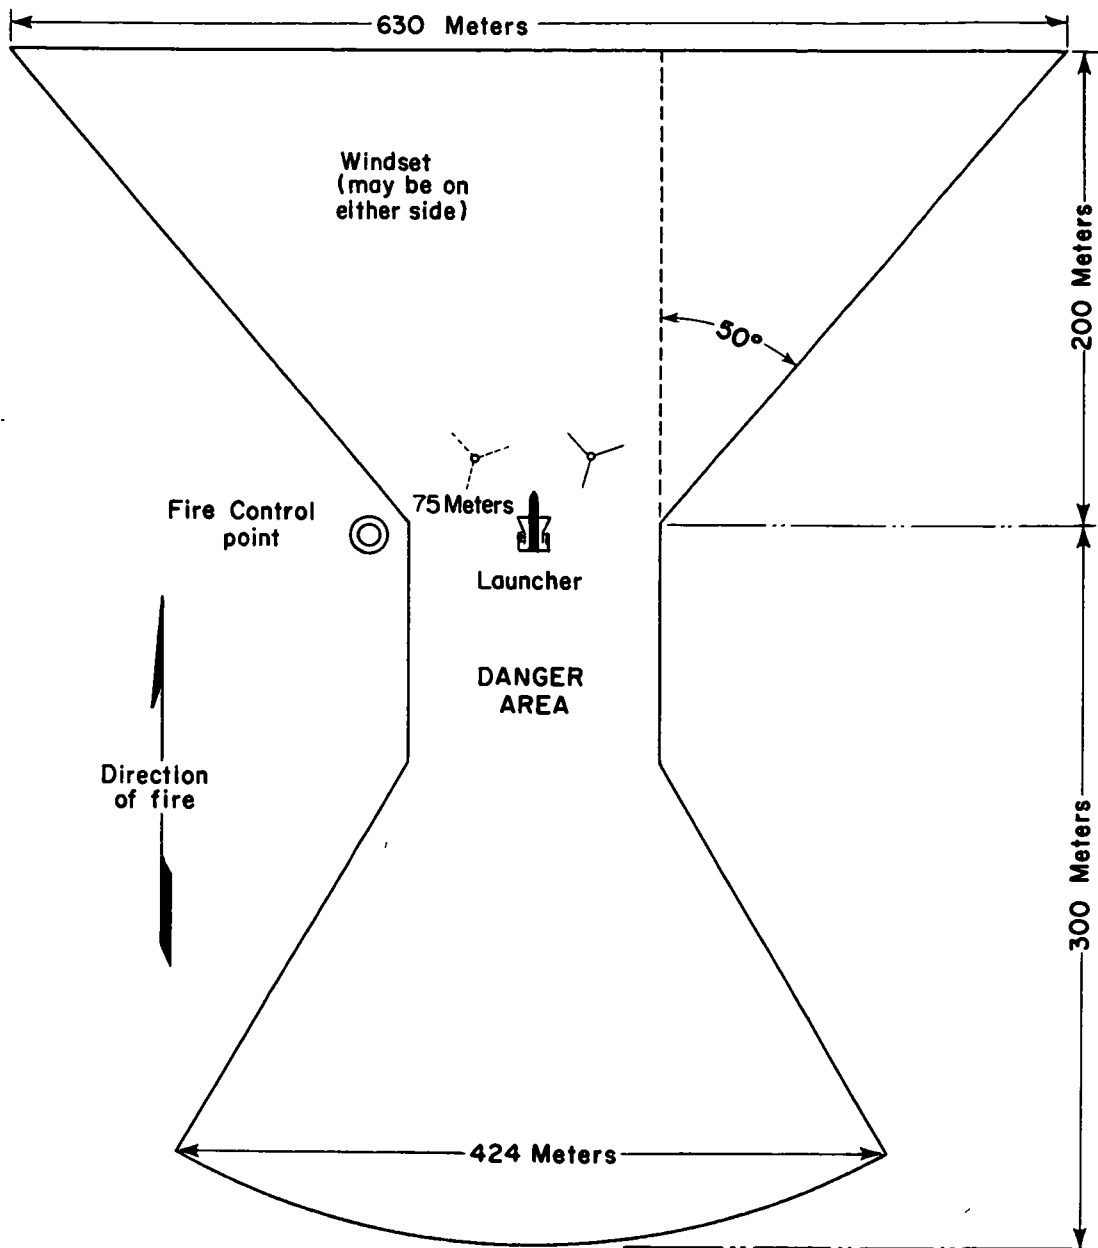 630 Meters
Windset
(may be on
either side)
200 Meters
50°
75 Meters
Fire Control
point
Launcher
DANGER
AREA
Direction
of fire
300 Meters
424 Meters